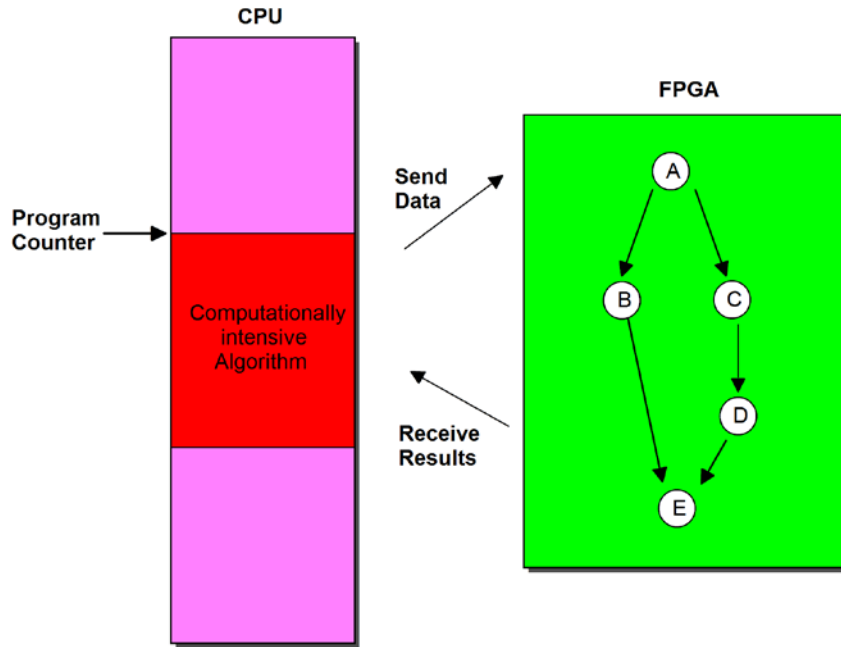 CPU
FPGA
Program
Counter
Computationally
intensive
Algorithm
Send
Data
Receive
Results
A
B
C
D
E